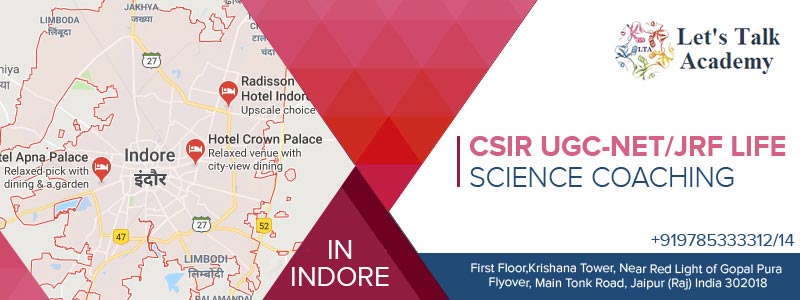 LIMBODA
लिंबूदा
JAKHYA
जख्या
27
Radisson
Hotel Indore
Upscale choice
Hotel Crown Palace
Relaxed venue with
city-view dining
tel Apna Palace
Relaxed pick with
dining & a garden
Indore
इंदौर
27
52
47
LIMBODI
लिम्बोदी
PALAMANDAL
LTA
Let's Talk
Academy
CSIR UGC-NET/JRF LIFE
SCIENCE COACHING
IN
INDORE
+919785333312/14
First Floor,Krishana Tower, Near Red Light of Gopal Pura
Flyover, Main Tonk Road, Jaipur (Raj) India 302018